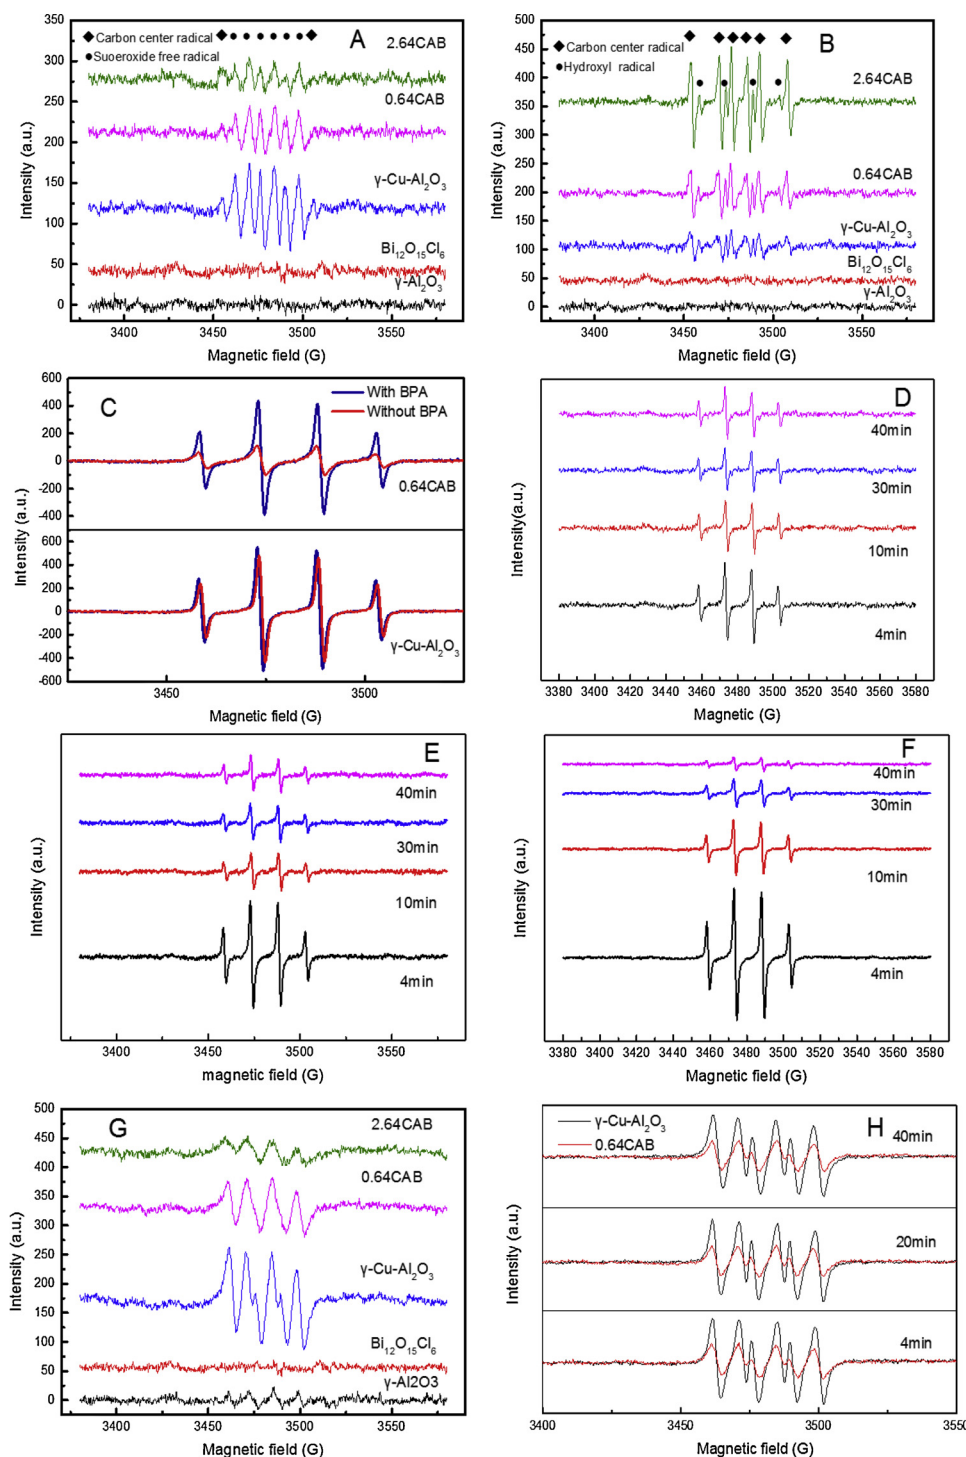 A
◆Carbon center radical
●Sueroxide free radical
2.64CAB
0.64CAB
γ-Cu-Al₂O₃
Bi₁₂O₁₅Cl₆
γ-Al₂O₃
350
300
250
200
150
100
50
0
Intensity (a.u.)
3400 3450 3500 3550
Magnetic field (G)
B
◆Carbon center radical
●Hydroxyl radical
2.64CAB
0.64CAB
γ-Cu-Al₂O₃
Bi₁₂O₁₅Cl₆
γ-Al₂O₃
500
450
400
350
300
250
200
150
100
50
0
Intensity (a.u.)
3400 3450 3500 3550
Magnetic field (G)
C
With BPA
Without BPA
0.64CAB
γ-Cu-Al₂O₃
600
400
200
0
-200
-400
600
400
200
0
-200
-400
-600
Intensity (a.u.)
3450 3500
Magnetic field (G)
D
40min
30min
10min
4min
Intensity(a.u.)
3380 3400 3420 3440 3460 3480 3500 3520 3540 3560 3580
Magnetic (G)
E
40min
30min
10min
4min
Intensity (a.u.)
3400 3450 3500 3550
magnetic field (G)
F
40min
30min
10min
4min
Intensity (a.u.)
3380 3400 3420 3440 3460 3480 3500 3520 3540 3560 3580
Magnetic field (G)
G
2.64CAB
0.64CAB
γ-Cu-Al₂O₃
Bi₁₂O₁₅Cl₆
γ-Al2O3
500
450
400
350
300
250
200
150
100
50
0
Intensity (a.u.)
3400 3450 3500 3550
Magnetic field (G)
H
γ-Cu-Al₂O₃
0.64CAB
40min
20min
4min
Intensity (a.u.)
3400 3450 3500 3550
Magnetic field (G)